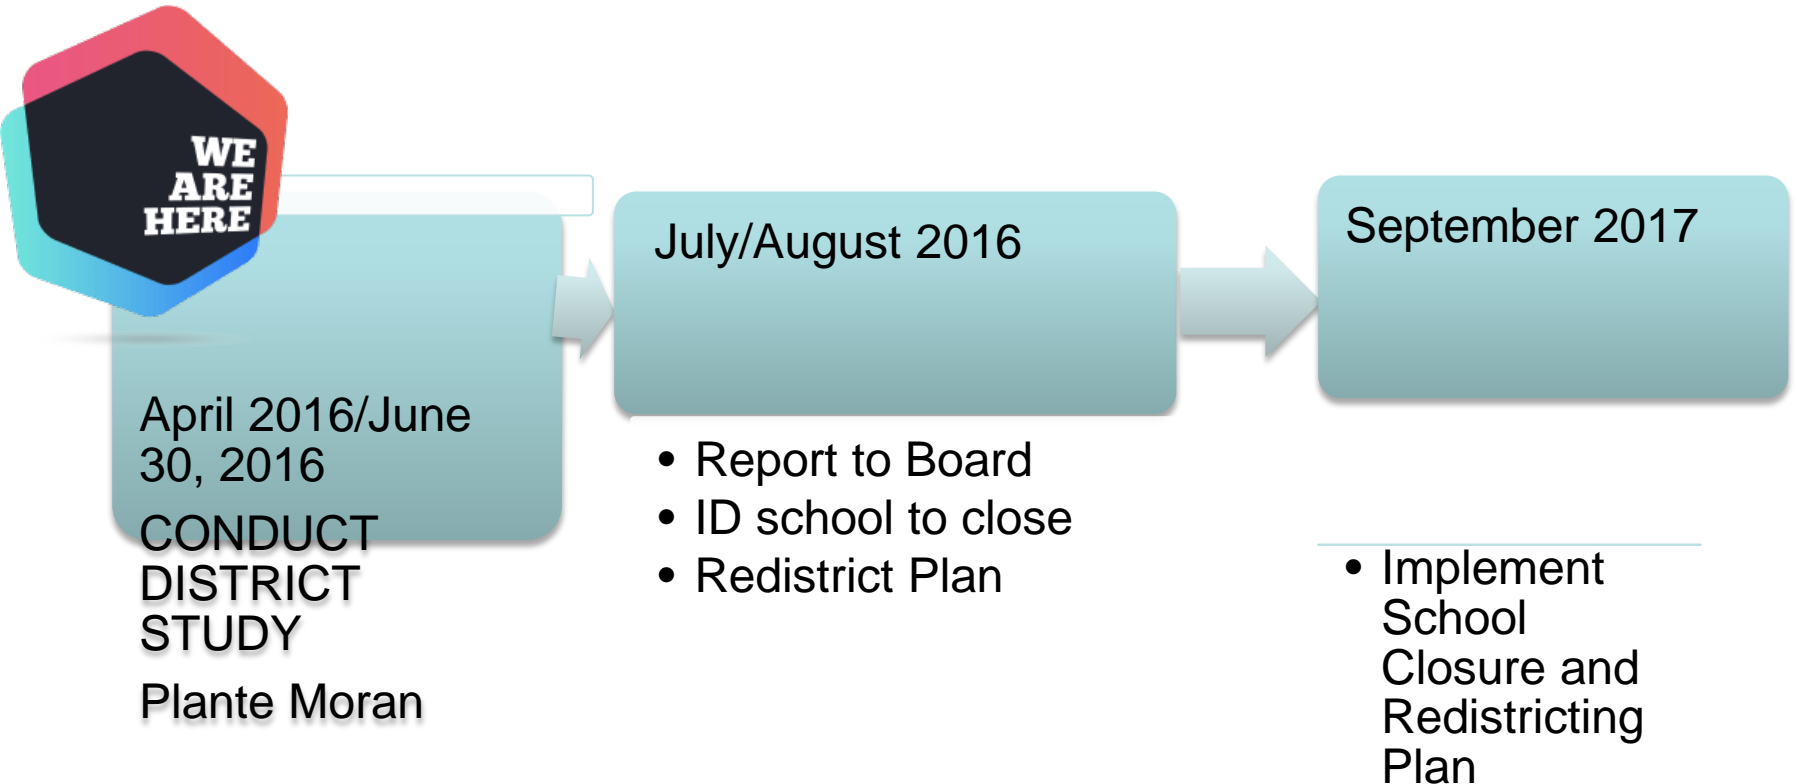 WE
ARE
HERE
April 2016/June
30, 2016
CONDUCT
DISTRICT
STUDY
Plante Moran
July/August 2016
• Report to Board
• ID school to close
• Redistrict Plan
September 2017
• Implement
School
Closure and
Redistricting
Plan